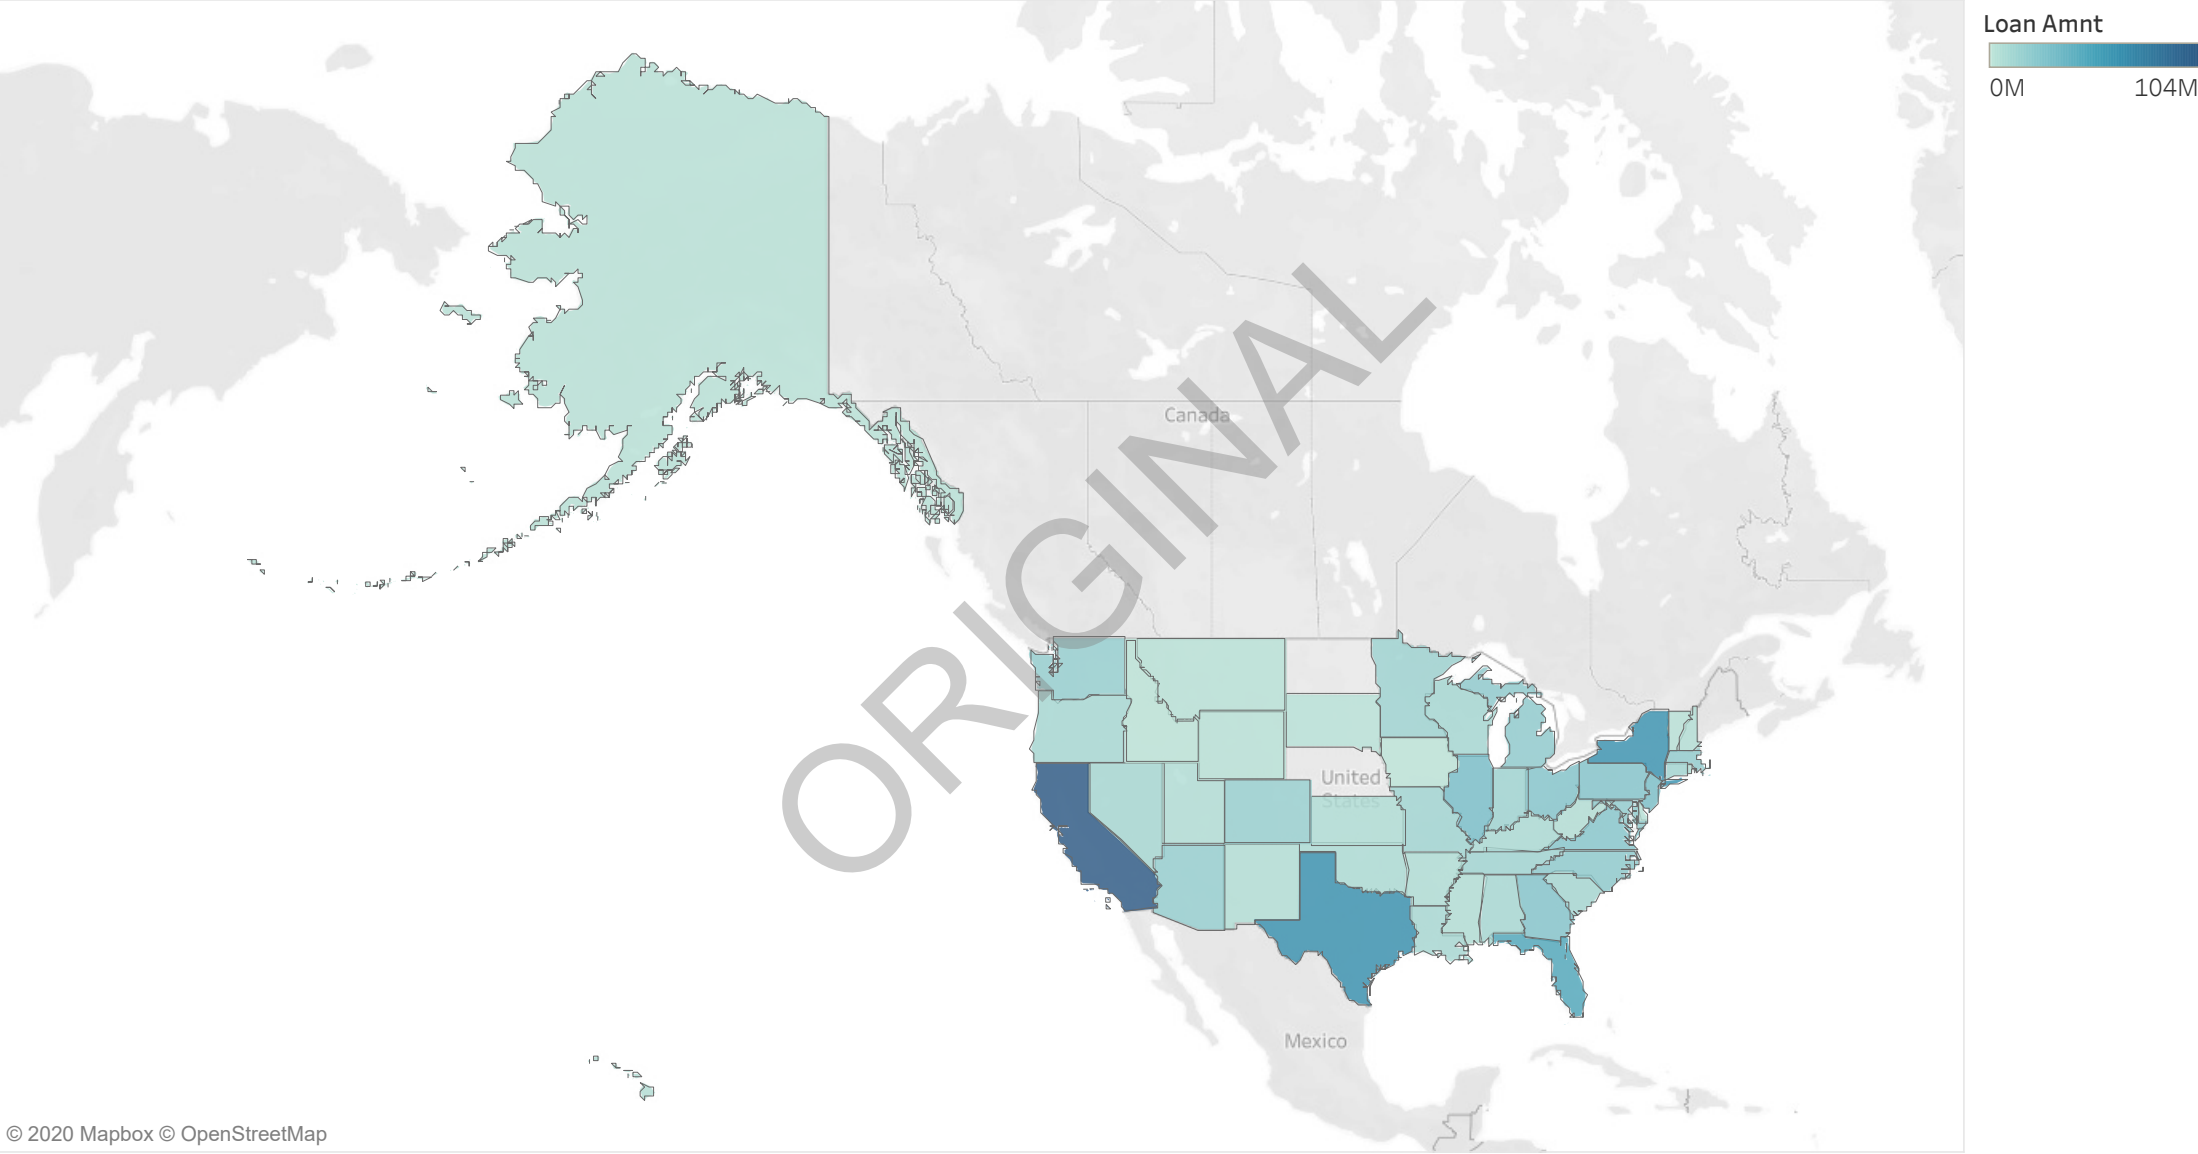 Loan Amnt
0M 104M
ORIGINAL
Canada
United
States
Mexico
© 2020 Mapbox © OpenStreetMap